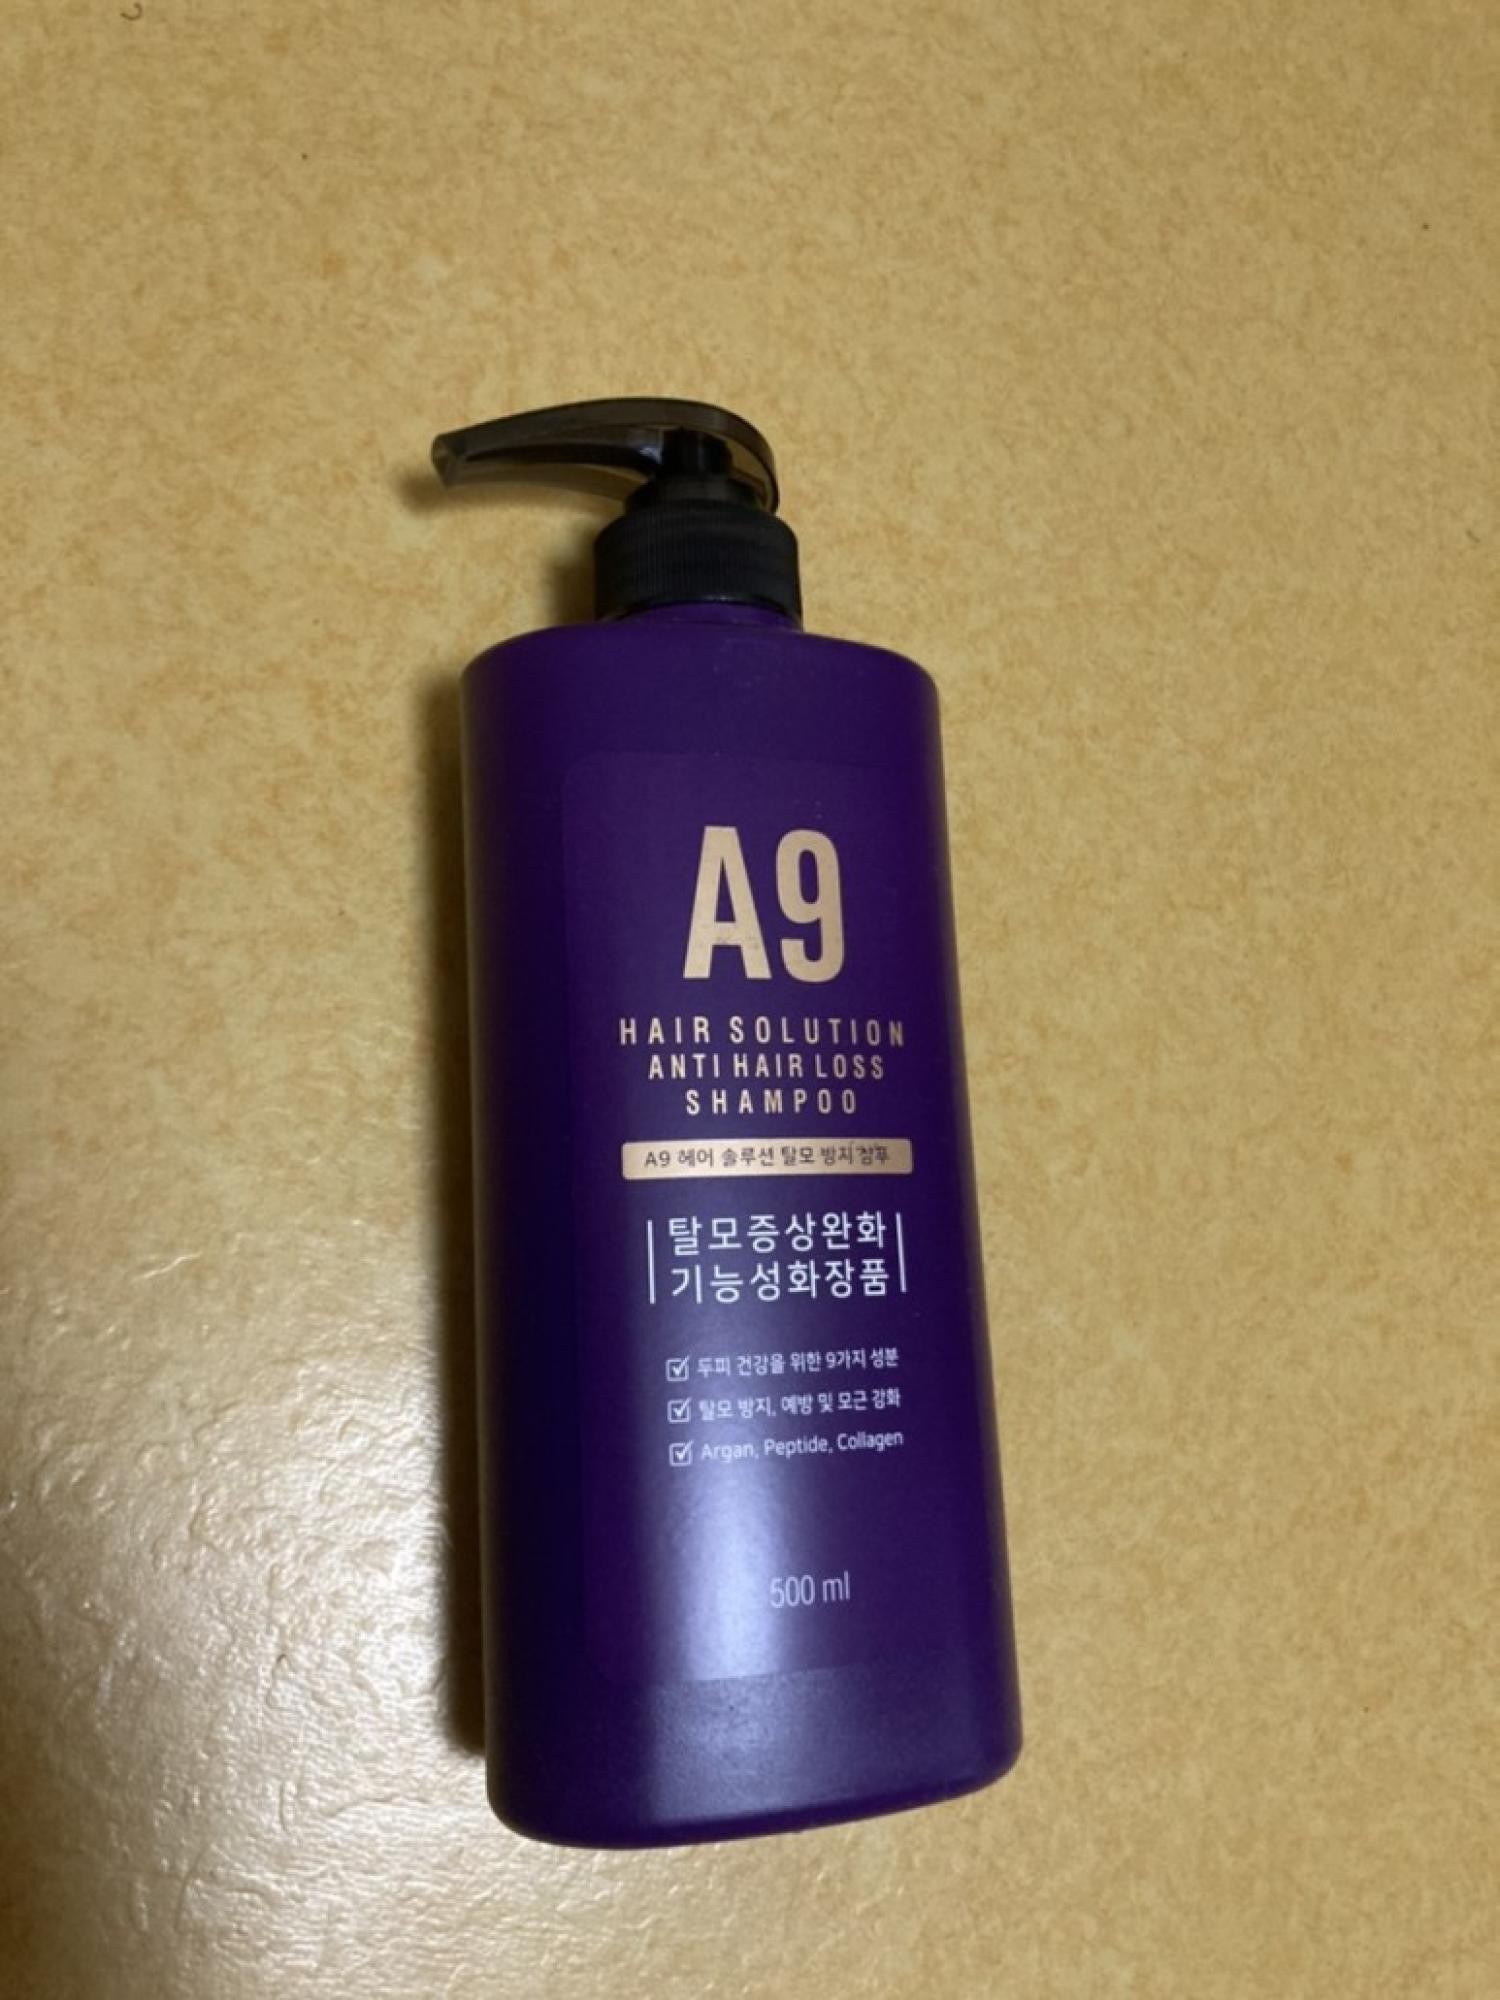 A9
HAIR SOLUTION
ANTI HAIR LOSS
SHAMPOO
A9 헤어 솔루션 탈모 방지 샴푸
탈모증상완화
기능성화장품
두피 건강을 위한 9가지 성분
탈모 방지, 예방 및 모근 강화
Argan, Peptide, Collagen
500 ml